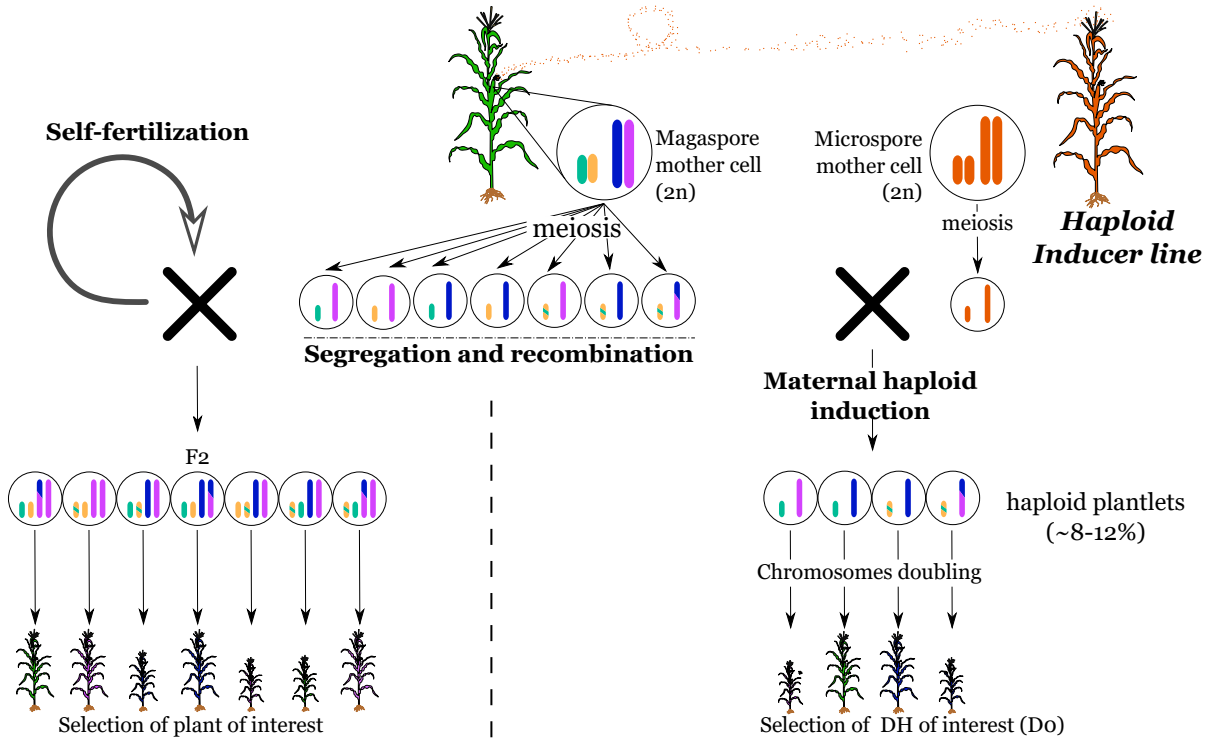 Self-fertilization
Magaspore
mother cell
(2n)
Microspore
mother cell
(2n)
meiosis
meiosis
Haploid
Inducer line
Segregation and recombination
Maternal haploid
induction
F2
haploid plantlets
(~8-12%)
Chromosomes doubling
Selection of plant of interest
Selection of DH of interest (D0)